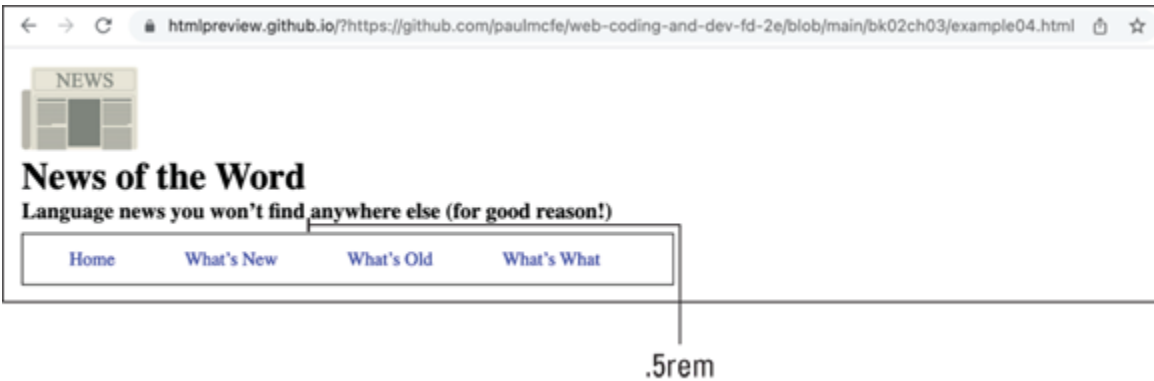 htmlpreview.github.io/?https://github.com/paulmcfe/web-coding-and-dev-fd-2e/blob/main/bk02ch03/example04.html
NEWS
News of the Word
Language news you won’t find anywhere else (for good reason!)
Home What’s New What’s Old What’s What
.5rem